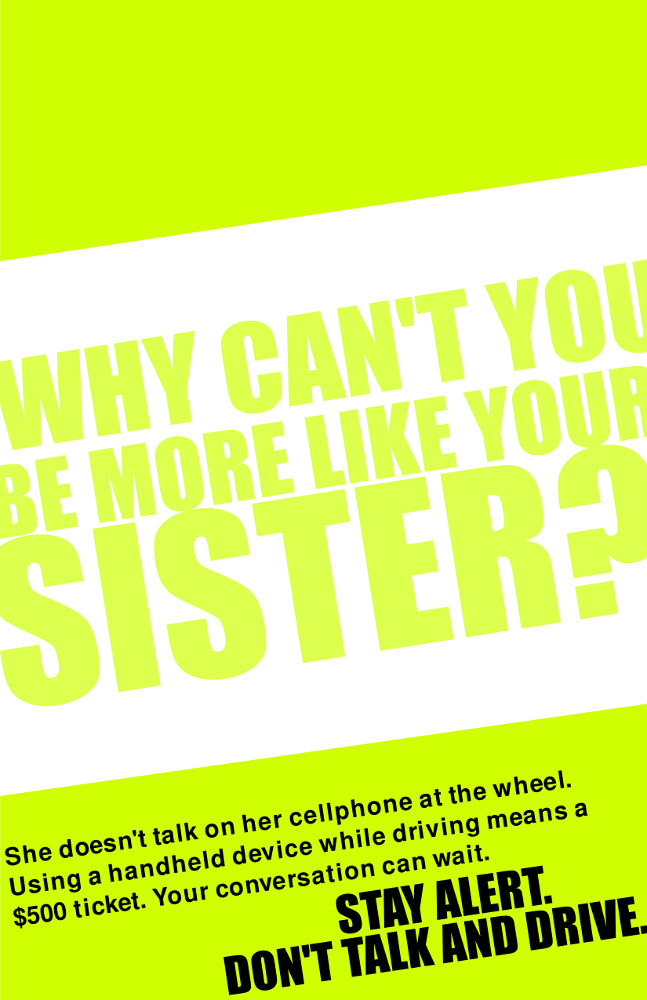 WHY CAN'T YOU
BE MORE LIKE YOUR
SISTER?
She doesn't talk on her cellphone at the wheel.
Using a handheld device while driving means a
$500 ticket. Your conversation can wait.
STAY ALERT.
DON'T TALK AND DRIVE.